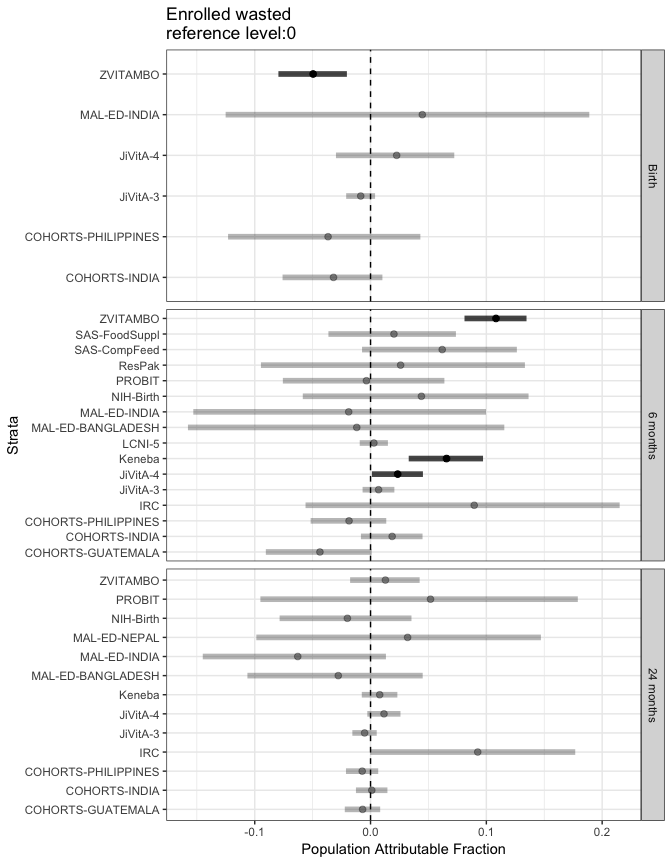 Enrolled wasted
reference level:0
Strata
ZVITAMBO
MAL-ED-INDIA
JiVitA-4
JiVitA-3
COHORTS-PHILIPPINES
COHORTS-INDIA
Birth
ZVITAMBO
SAS-FoodSuppl
SAS-CompFeed
ResPak
PROBIT
NIH-Birth
MAL-ED-INDIA
MAL-ED-BANGLADESH
LCNI-5
Keneba
JiVitA-4
JiVitA-3
IRC
COHORTS-PHILIPPINES
COHORTS-INDIA
COHORTS-GUATEMALA
6 months
ZVITAMBO
PROBIT
NIH-Birth
MAL-ED-NEPAL
MAL-ED-INDIA
MAL-ED-BANGLADESH
Keneba
JiVitA-4
JiVitA-3
IRC
COHORTS-PHILIPPINES
COHORTS-INDIA
COHORTS-GUATEMALA
24 months
-0.1 0.0 0.1 0.2
Population Attributable Fraction